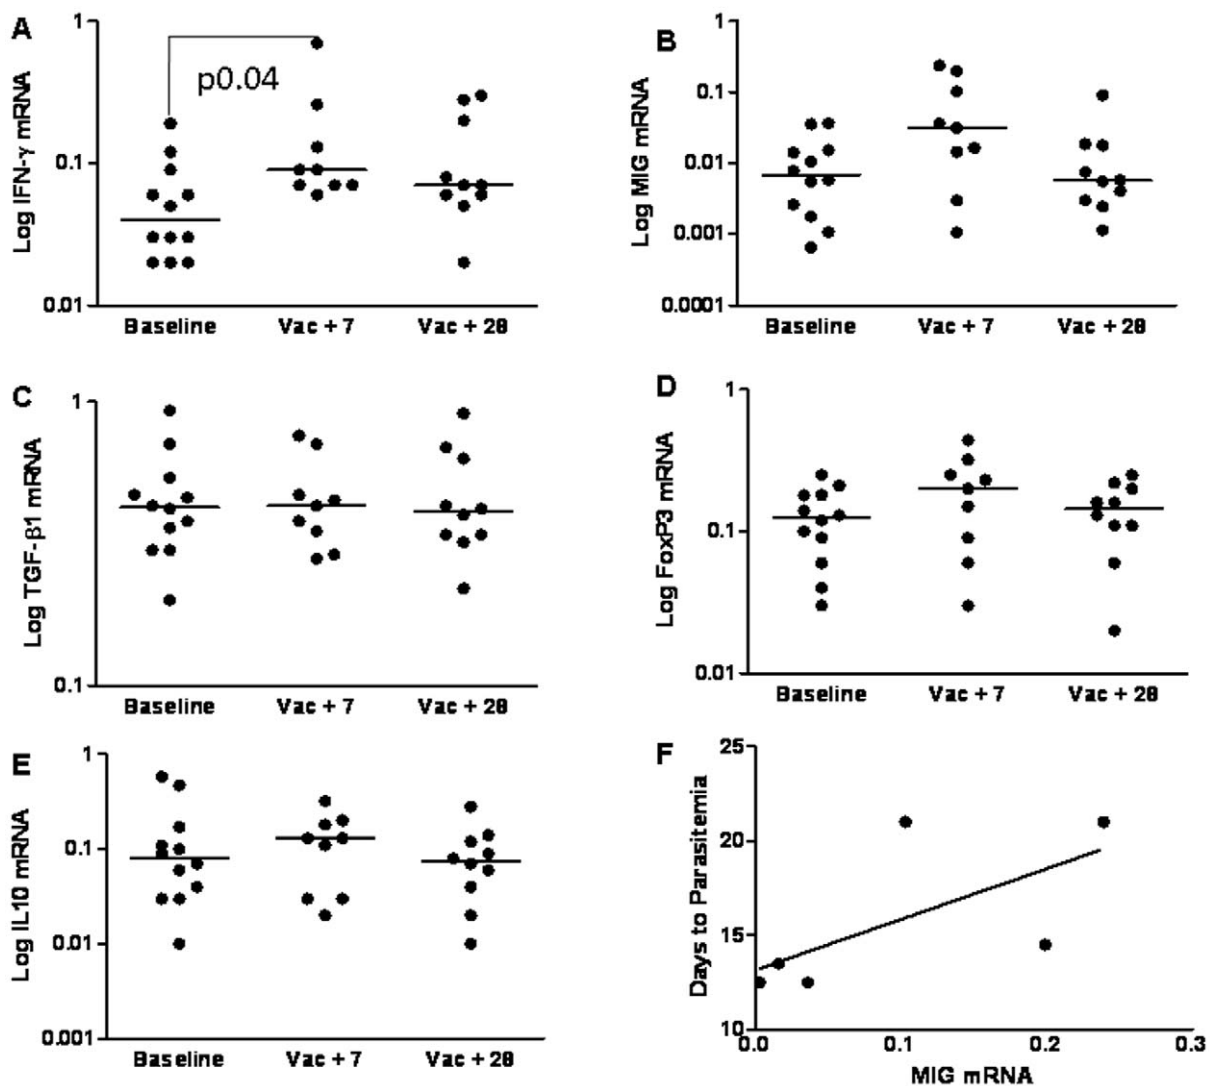 A
Log IFN-γ mRNA
1
0.1
0.01
p0.04
Baseline
Vac + 7
Vac + 28
B
Log MIG mRNA
1
0.1
0.01
0.001
0.0001
Baseline
Vac + 7
Vac + 28
C
Log TGF-β1 mRNA
1
0.1
Baseline
Vac + 7
Vac + 28
D
Log FoxP3 mRNA
1
0.1
0.01
Baseline
Vac + 7
Vac + 28
E
Log IL10 mRNA
1
0.1
0.01
0.001
Baseline
Vac + 7
Vac + 28
F
Days to Parasitemia
25
20
15
10
0.0
0.1
0.2
0.3
MIG mRNA